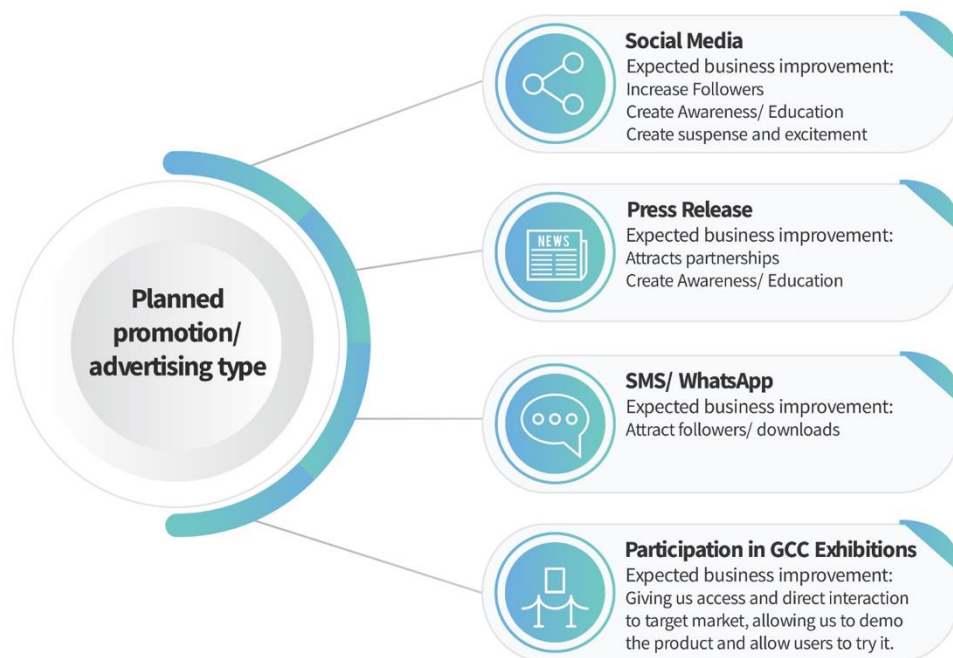 Planned
promotion/
advertising type
Social Media
Expected business improvement:
Increase Followers
Create Awareness/ Education
Create suspense and excitement
NEWS
Press Release
Expected business improvement:
Attracts partnerships
Create Awareness/ Education
SMS/ WhatsApp
Expected business improvement:
Attract followers/ downloads
Participation in GCC Exhibitions
Expected business improvement:
Giving us access and direct interaction
to target market, allowing us to demo
the product and allow users to try it.